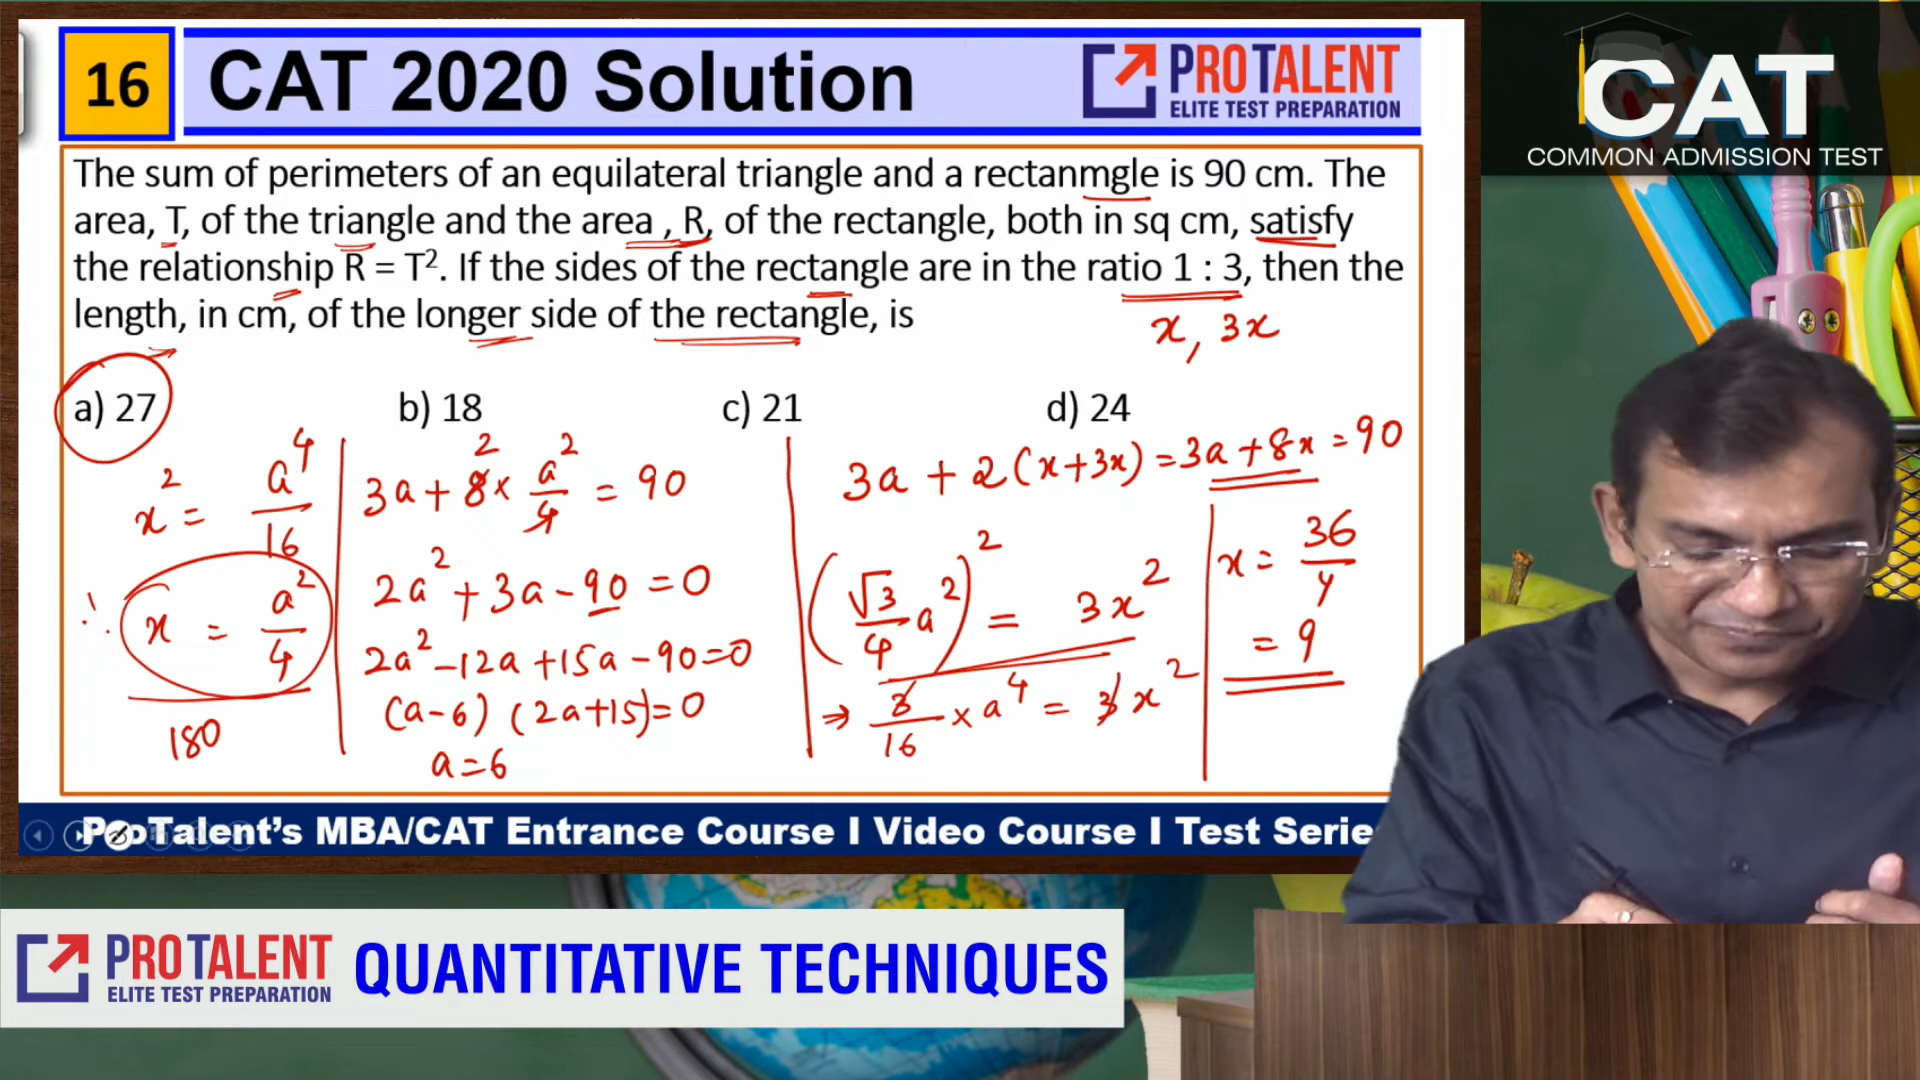 16 CAT 2020 Solution
PROTALENT
ELITE TEST PREPARATION
CAT
COMMON ADMISSION TEST
The sum of perimeters of an equilateral triangle and a rectanmgle is 90 cm. The
area, T, of the triangle and the area , R, of the rectangle, both in sq cm, satisfy
the relationship R = T². If the sides of the rectangle are in the ratio 1 : 3, then the
length, in cm, of the longer side of the rectangle, is
x, 3x
a) 27 b) 18 c) 21 d) 24
x² = a⁴/16
∴ x = a²/4
180
3a + 8 × a²/4 = 90
2
2a² + 3a - 90 = 0
2a² - 12a + 15a - 90 = 0
(a-6) (2a+15) = 0
a = 6
3a + 2(x+3x) = 3a + 8x = 90
(√3/4 a²)² = 3x²
⇒ 3/16 × a⁴ = 3x²
x = 36/4
= 9
ProTalent's MBA/CAT Entrance Course I Video Course I Test Serie
PROTALENT
ELITE TEST PREPARATION
QUANTITATIVE TECHNIQUES